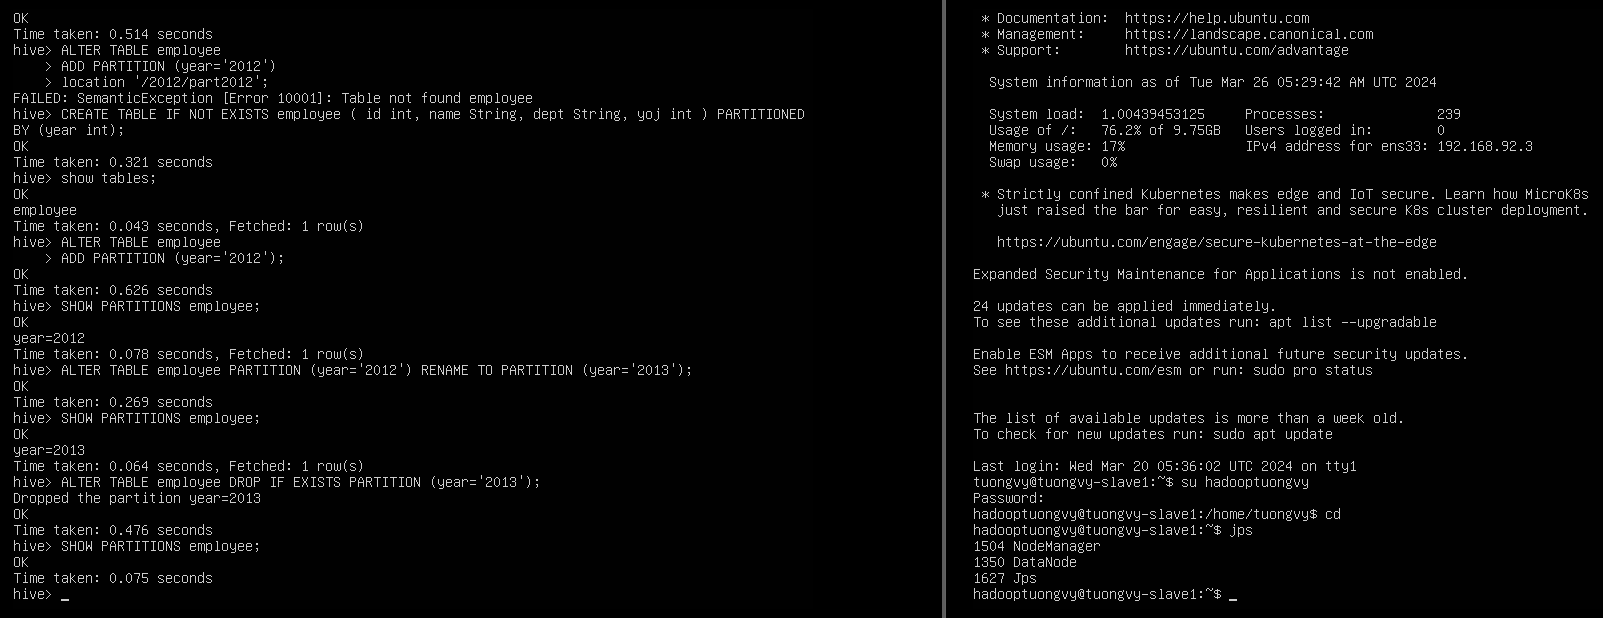 OK
Time taken: 0.514 seconds
hive> ALTER TABLE employee
    > ADD PARTITION (year='2012')
    > location '/2012/part2012';
FAILED: SemanticException [Error 10001]: Table not found employee
hive> CREATE TABLE IF NOT EXISTS employee ( id int, name String, dept String, yoj int ) PARTITIONED
BY (year int);
OK
Time taken: 0.321 seconds
hive> show tables;
OK
employee
Time taken: 0.043 seconds, Fetched: 1 row(s)
hive> ALTER TABLE employee
    > ADD PARTITION (year='2012');
OK
Time taken: 0.626 seconds
hive> SHOW PARTITIONS employee;
OK
year=2012
Time taken: 0.078 seconds, Fetched: 1 row(s)
hive> ALTER TABLE employee PARTITION (year='2012') RENAME TO PARTITION (year='2013');
OK
Time taken: 0.269 seconds
hive> SHOW PARTITIONS employee;
OK
year=2013
Time taken: 0.064 seconds, Fetched: 1 row(s)
hive> ALTER TABLE employee DROP IF EXISTS PARTITION (year='2013');
Dropped the partition year=2013
OK
Time taken: 0.476 seconds
hive> SHOW PARTITIONS employee;
OK
Time taken: 0.075 seconds
hive> _
 * Documentation:  https://help.ubuntu.com
 * Management:     https://landscape.canonical.com
 * Support:        https://ubuntu.com/advantage
  System information as of Tue Mar 26 05:29:42 AM UTC 2024
  System load:  1.00439453125     Processes:              239
  Usage of /:   76.2% of 9.75GB   Users logged in:        0
  Memory usage: 17%               IPv4 address for ens33: 192.168.92.3
  Swap usage:   0%
 * Strictly confined Kubernetes makes edge and IoT secure. Learn how MicroK8s
   just raised the bar for easy, resilient and secure K8s cluster deployment.
   https://ubuntu.com/engage/secure-kubernetes-at-the-edge
Expanded Security Maintenance for Applications is not enabled.
24 updates can be applied immediately.
To see these additional updates run: apt list --upgradable
Enable ESM Apps to receive additional future security updates.
See https://ubuntu.com/esm or run: sudo pro status
The list of available updates is more than a week old.
To check for new updates run: sudo apt update
Last login: Wed Mar 20 05:36:02 UTC 2024 on tty1
tuongvy@tuongvy-slave1:~$ su hadooptuongvy
Password:
hadooptuongvy@tuongvy-slave1:/home/tuongvy$ cd
hadooptuongvy@tuongvy-slave1:~$ jps
1504 NodeManager
1350 DataNode
1627 Jps
hadooptuongvy@tuongvy-slave1:~$ _